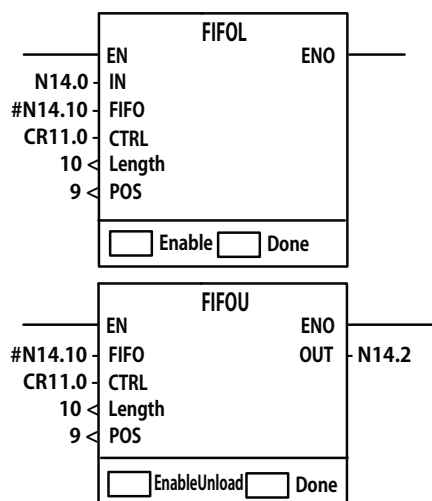 FIFOL
EN ENO
N14.0 IN
#N14.10 FIFO
CR11.0 CTRL
10 < Length
9 < POS
Enable Done
FIFOU
EN ENO
#N14.10 FIFO OUT N14.2
CR11.0 CTRL
10 < Length
9 < POS
EnableUnload Done